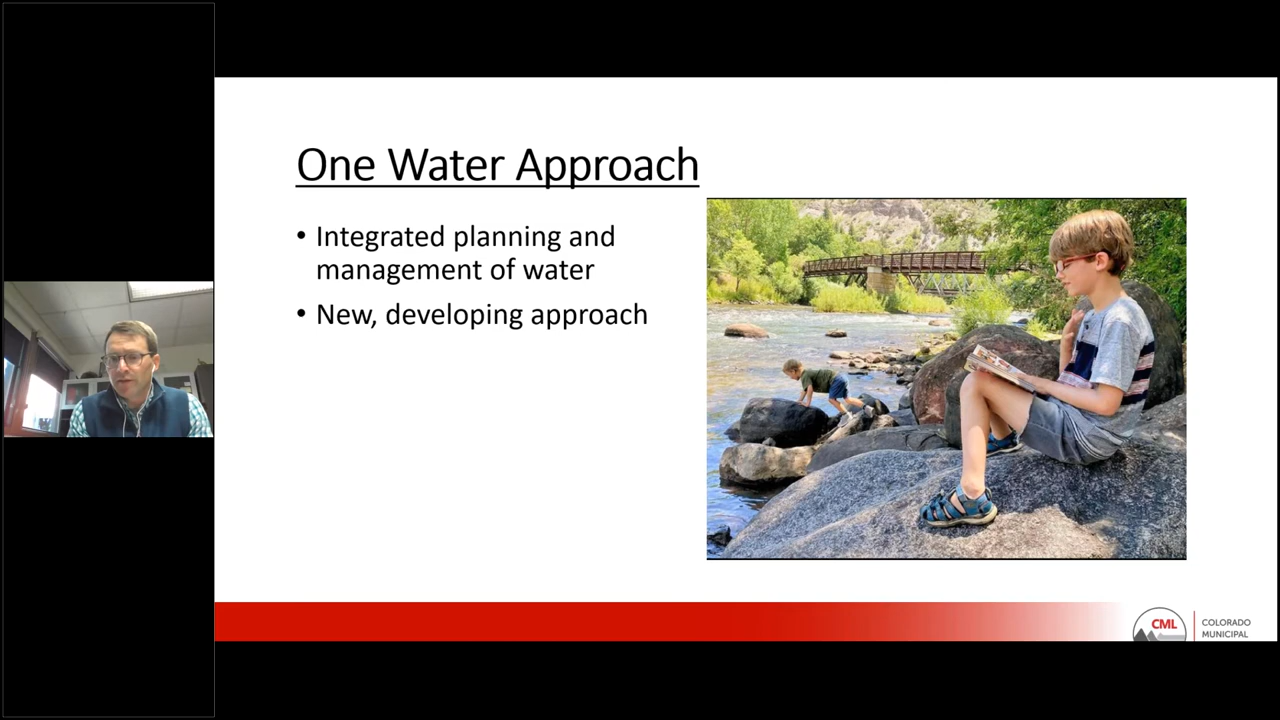 One Water Approach
• Integrated planning and
management of water
• New, developing approach
CML
COLORADO
MUNICIPAL